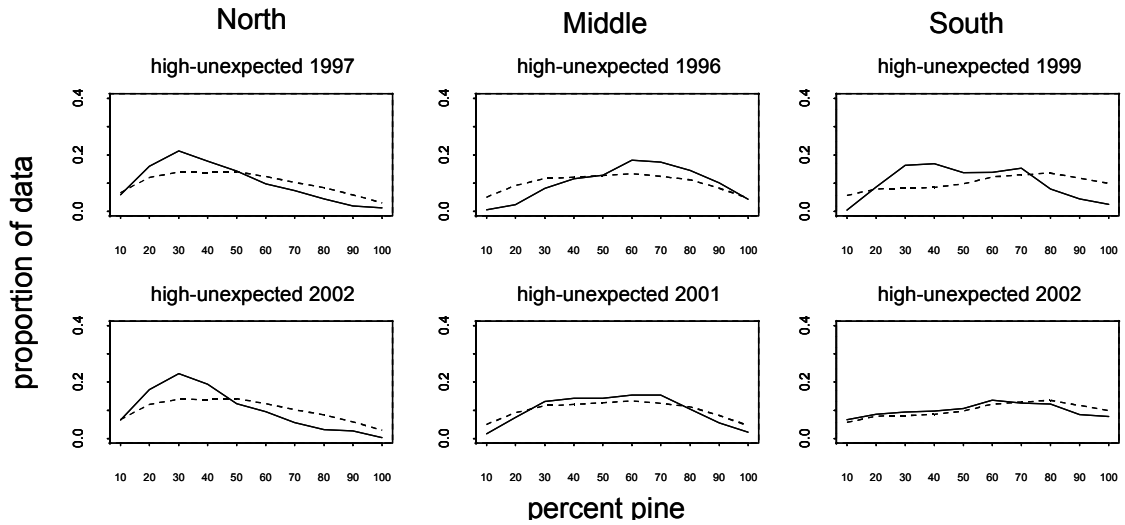 North Middle South
high-unexpected 1997 high-unexpected 1996 high-unexpected 1999
0.4 0.4 0.4
0.2 0.2 0.2
0.0 0.0 0.0
10 20 30 40 50 60 70 80 90 100 10 20 30 40 50 60 70 80 90 100 10 20 30 40 50 60 70 80 90 100
high-unexpected 2002 high-unexpected 2001 high-unexpected 2002
0.4 0.4 0.4
0.2 0.2 0.2
0.0 0.0 0.0
10 20 30 40 50 60 70 80 90 100 10 20 30 40 50 60 70 80 90 100 10 20 30 40 50 60 70 80 90 100
proportion of data
percent pine